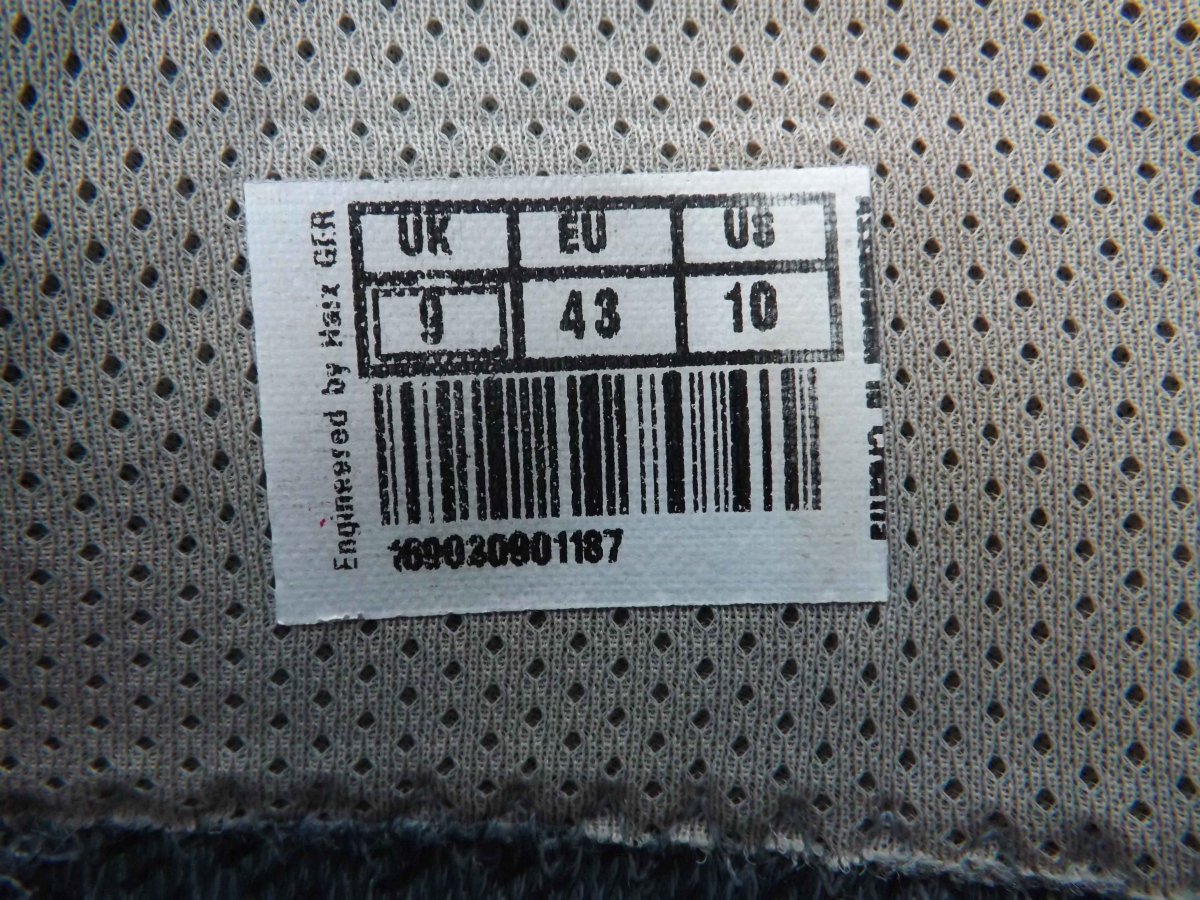 UK EU US
9 43 10
169030001187
Engineered by Haix GER